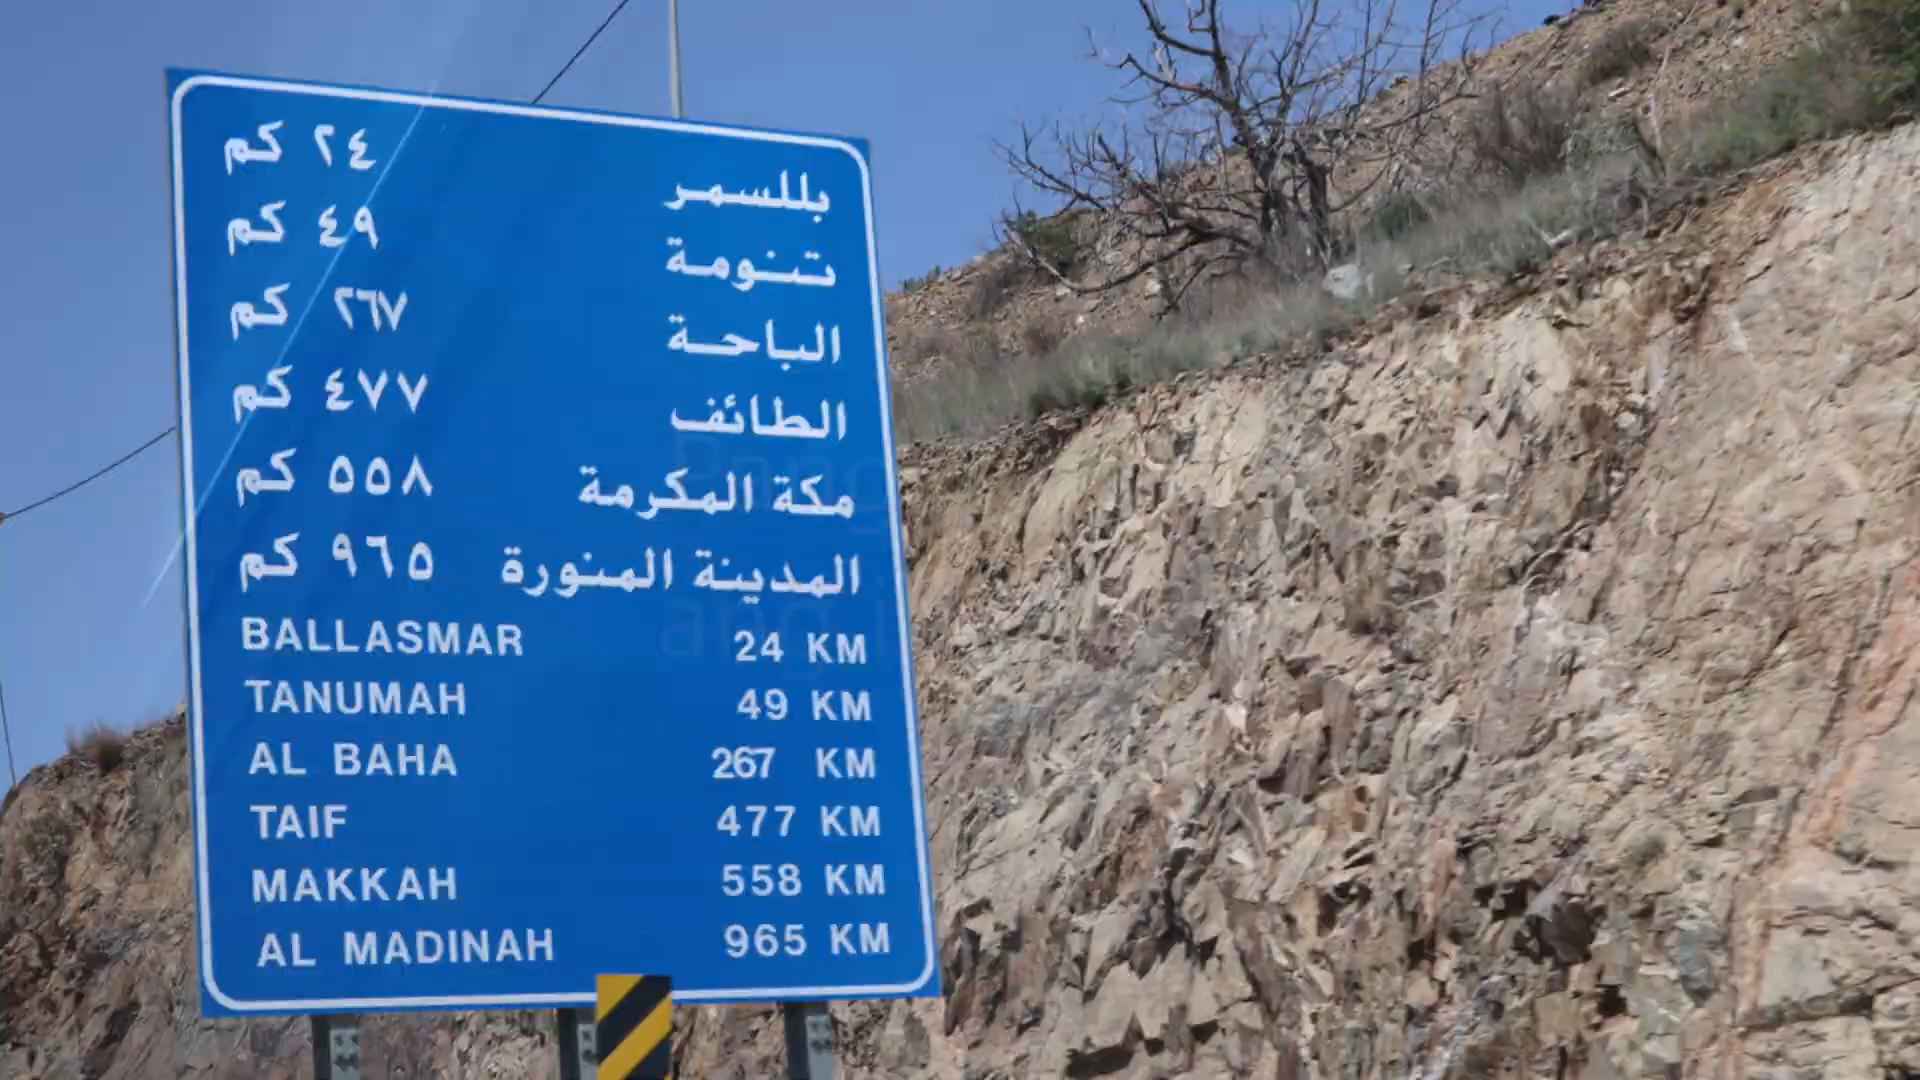 بللسمر ٢٤ كم
تنومة ٤٩ كم
الباحة ٢٦٧ كم
الطائف ٤٧٧ كم
مكة المكرمة ٥٥٨ كم
المدينة المنورة ٩٦٥ كم
BALLASMAR 24 KM
TANUMAH 49 KM
AL BAHA 267 KM
TAIF 477 KM
MAKKAH 558 KM
AL MADINAH 965 KM